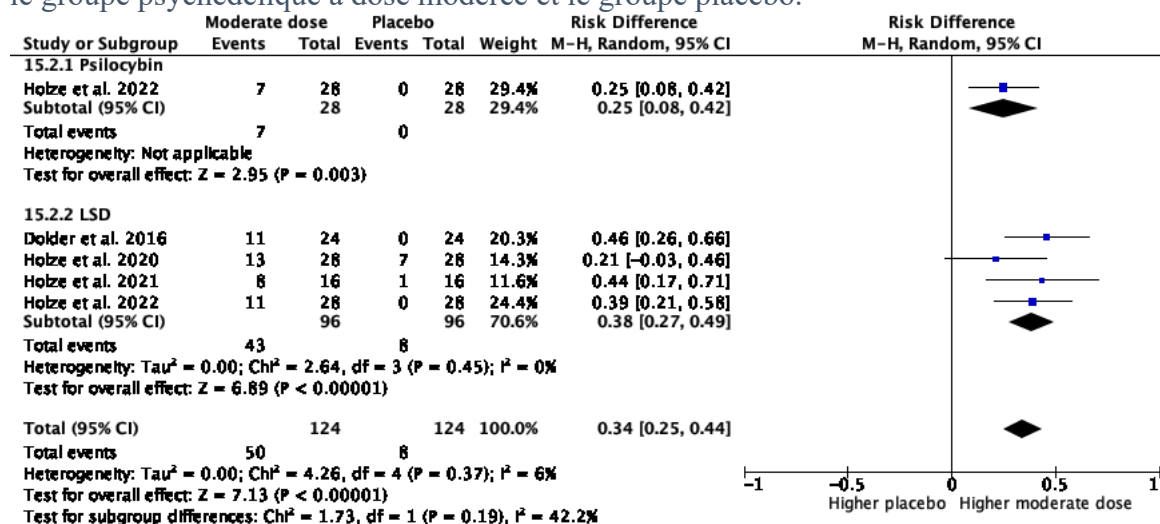 le groupe psychédélique à dose modérée et le groupe placebo.
Moderate dose Placebo Risk Difference Risk Difference
Study or Subgroup Events Total Events Total Weight M-H, Random, 95% CI M-H, Random, 95% CI
15.2.1 Psilocybin
Holze et al. 2022 7 28 0 28 29.4% 0.25 [0.08, 0.42]
Subtotal (95% CI) 28 28 29.4% 0.25 [0.08, 0.42]
Total events 7 0
Heterogeneity: Not applicable
Test for overall effect: Z = 2.95 (P = 0.003)
15.2.2 LSD
Dolder et al. 2016 11 24 0 24 20.3% 0.46 [0.26, 0.66]
Holze et al. 2020 13 28 7 28 14.3% 0.21 [−0.03, 0.46]
Holze et al. 2021 8 16 1 16 11.6% 0.44 [0.17, 0.71]
Holze et al. 2022 11 28 0 28 24.4% 0.39 [0.21, 0.58]
Subtotal (95% CI) 96 96 70.6% 0.38 [0.27, 0.49]
Total events 43 8
Heterogeneity: Tau² = 0.00; Chi² = 2.64, df = 3 (P = 0.45); I² = 0%
Test for overall effect: Z = 6.89 (P < 0.00001)
Total (95% CI) 124 124 100.0% 0.34 [0.25, 0.44]
Total events 50 8
Heterogeneity: Tau² = 0.00; Chi² = 4.26, df = 4 (P = 0.37); I² = 6%
Test for overall effect: Z = 7.13 (P < 0.00001)
Test for subgroup differences: Chi² = 1.73, df = 1 (P = 0.19), I² = 42.2%
−1 −0.5 0 0.5 1
Higher placebo Higher moderate dose